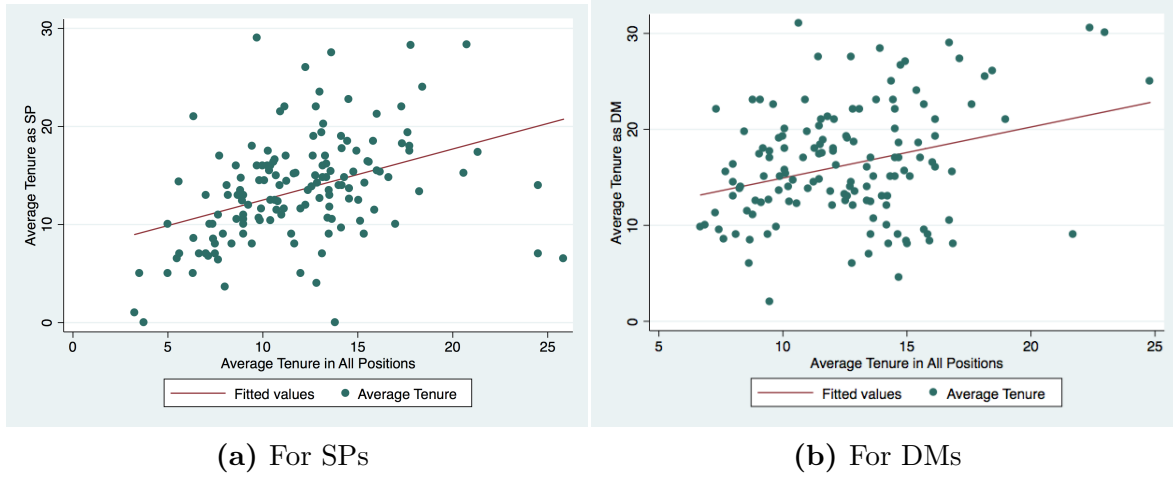 Average Tenure as SP
30
20
10
0
0 5 10 15 20 25
Average Tenure in All Positions
Fitted values Average Tenure
(a) For SPs
Average Tenure as DM
30
20
10
0
5 10 15 20 25
Average Tenure in All Positions
Fitted values Average Tenure
(b) For DMs